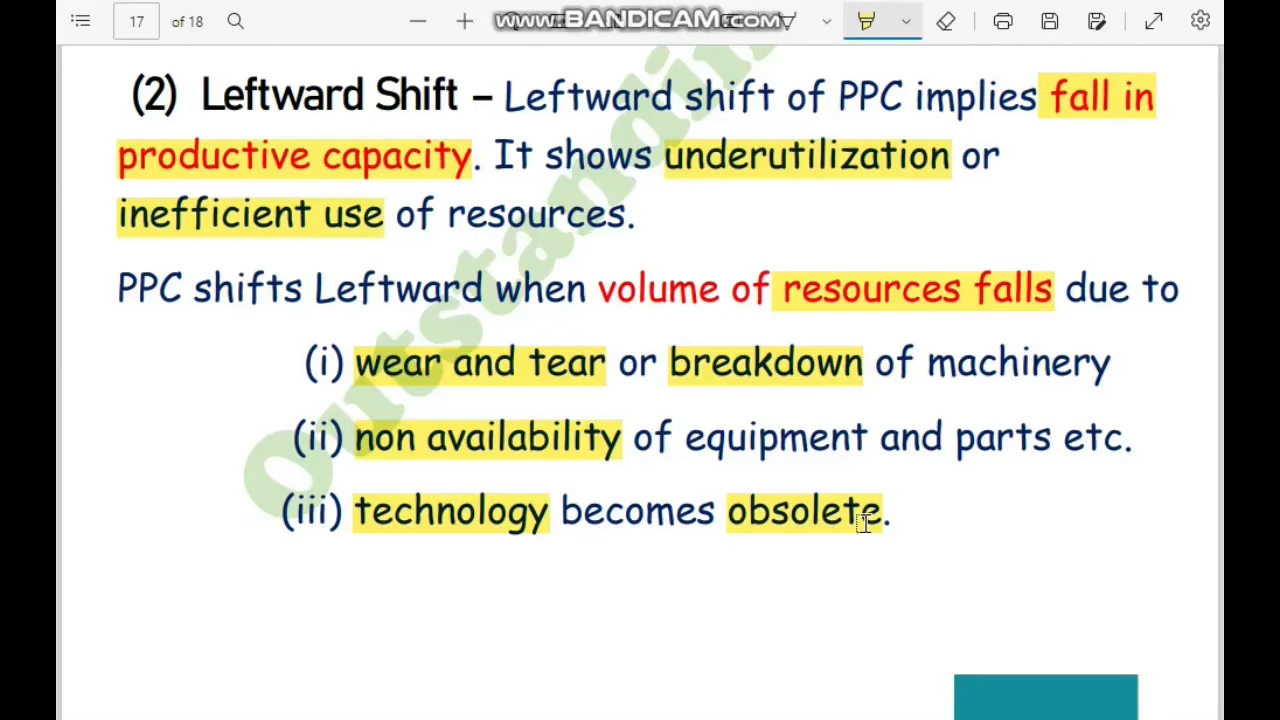 17 of 18
www.BANDICAM.com
(2) Leftward Shift – Leftward shift of PPC implies fall in
productive capacity. It shows underutilization or
inefficient use of resources.
PPC shifts Leftward when volume of resources falls due to
(i) wear and tear or breakdown of machinery
(ii) non availability of equipment and parts etc.
(iii) technology becomes obsolete.
Outstandin